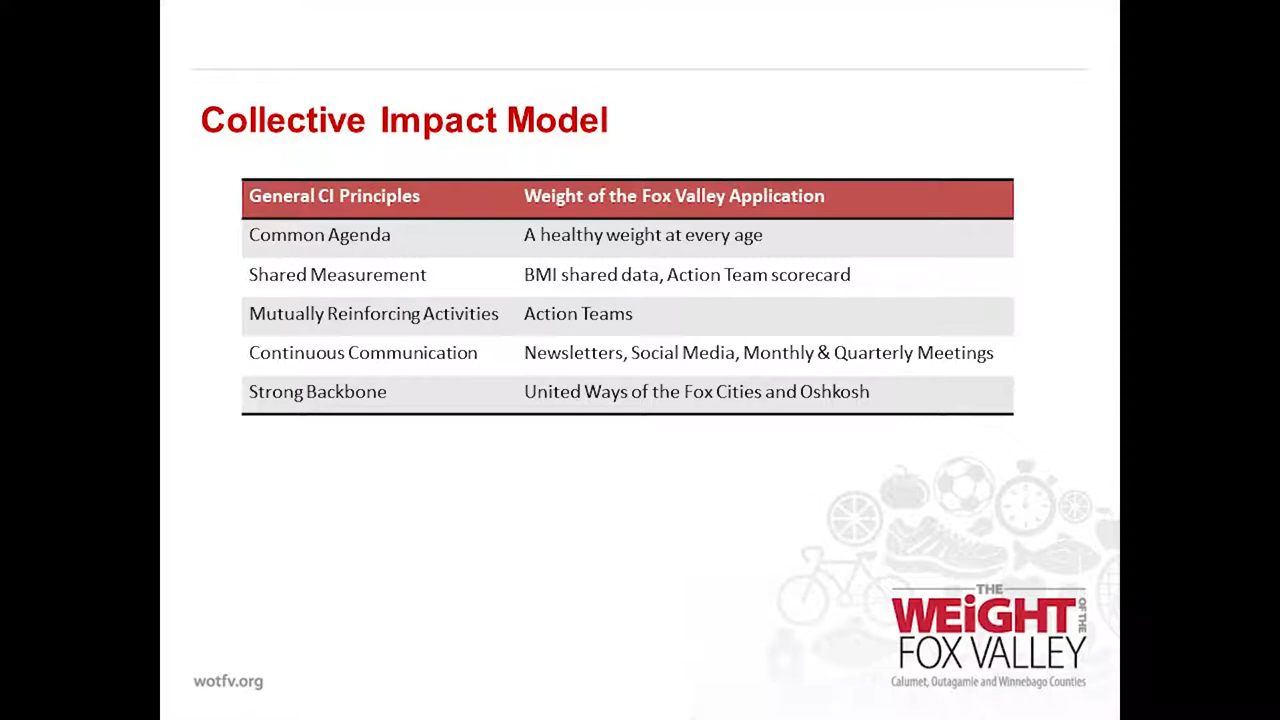 Collective Impact Model
General CI Principles Weight of the Fox Valley Application
Common Agenda A healthy weight at every age
Shared Measurement BMI shared data, Action Team scorecard
Mutually Reinforcing Activities Action Teams
Continuous Communication Newsletters, Social Media, Monthly & Quarterly Meetings
Strong Backbone United Ways of the Fox Cities and Oshkosh
THE
WEiGHT OF THE
FOX VALLEY
Calumet, Outagamie and Winnebago Counties
wotfv.org